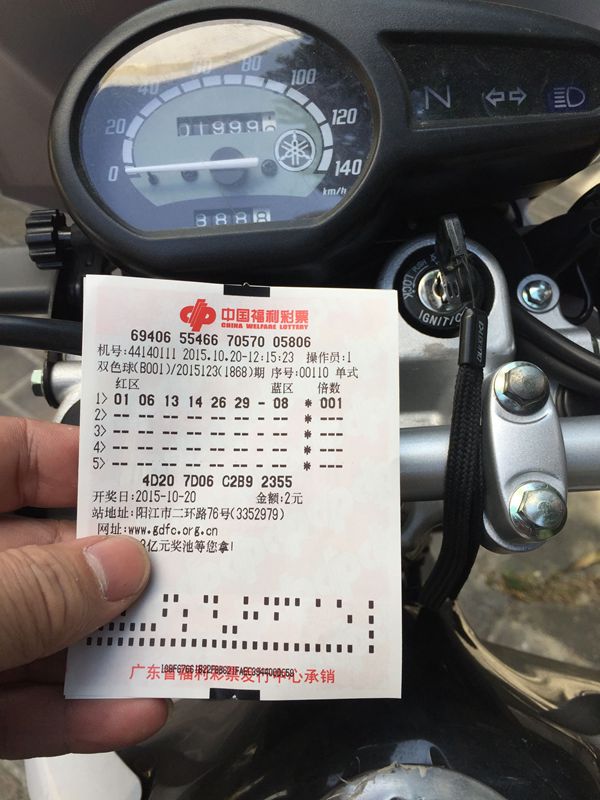 20 40 60 80 100 120 140
0
km/h
N
LOCK
PUSH
中国福利彩票
CHINA WELFARE LOTTERY
69406 55466 70570 05806
机号:44140111 2015.10.20-12:15:23 操作员:1
双色球(B001)/2015123(1868)期 序号:00110 单式
红区 蓝区 倍数
1> 01 06 13 14 26 29 - 08 * 001
2> -- -- -- -- -- -- - -- * ---
3> -- -- -- -- -- -- - -- * ---
4> -- -- -- -- -- -- - -- * ---
5> -- -- -- -- -- -- - -- * ---
4D20 7D06 C2B9 2355
开奖日:2015-10-20 金额:2元
站地址:阳江市二环路76号(3352979)
网址:www.gdfc.org.cn
亿元奖池等您拿!
广东省福利彩票发行中心承销